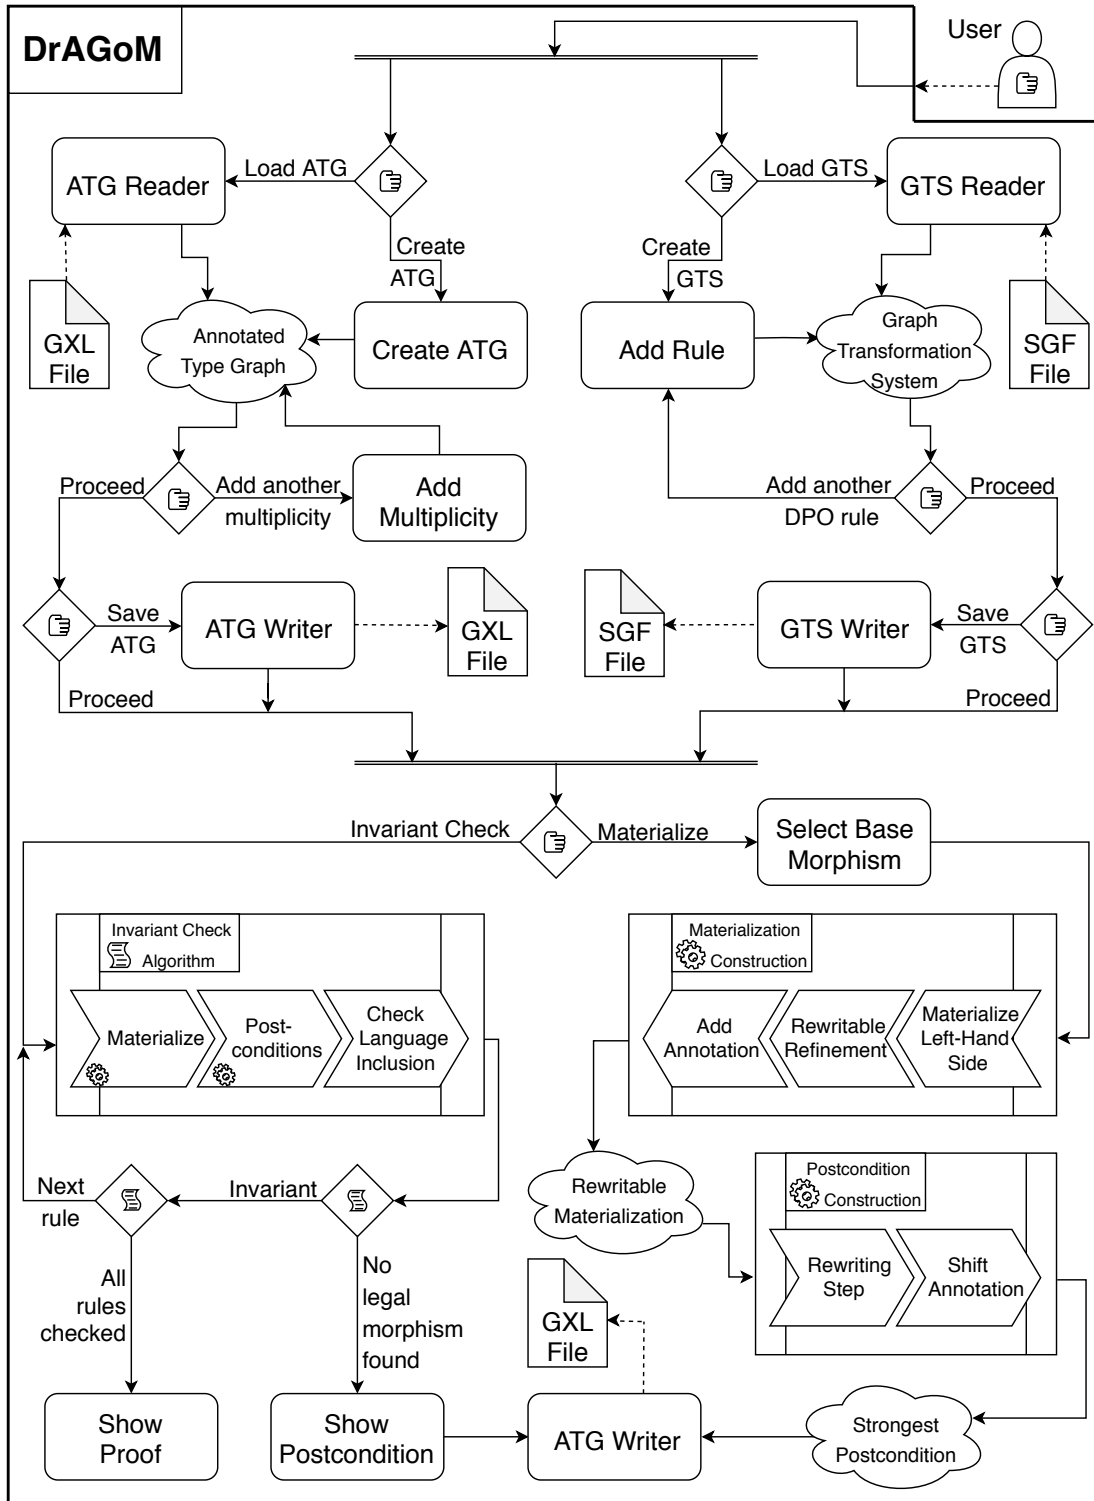 DrAGoM
User
Load ATG
Load GTS
ATG Reader
GTS Reader
Create
ATG
Create
GTS
GXL
File
Annotated
Type Graph
Create ATG
Add Rule
Graph
Transformation
System
SGF
File
Proceed
Add another
multiplicity
Add
Multiplicity
Add another
DPO rule
Proceed
Save
ATG
ATG Writer
GXL
File
SGF
File
GTS Writer
Save
GTS
Proceed
Proceed
Invariant Check
Materialize
Select Base
Morphism
Invariant Check
Algorithm
Materialize
Post-
conditions
Check
Language
Inclusion
Materialization
Construction
Add
Annotation
Rewritable
Refinement
Materialize
Left-Hand
Side
Next
rule
Invariant
Rewritable
Materialization
Postcondition
Construction
Rewriting
Step
Shift
Annotation
All
rules
checked
No
legal
morphism
found
GXL
File
Show
Proof
Show
Postcondition
ATG Writer
Strongest
Postcondition